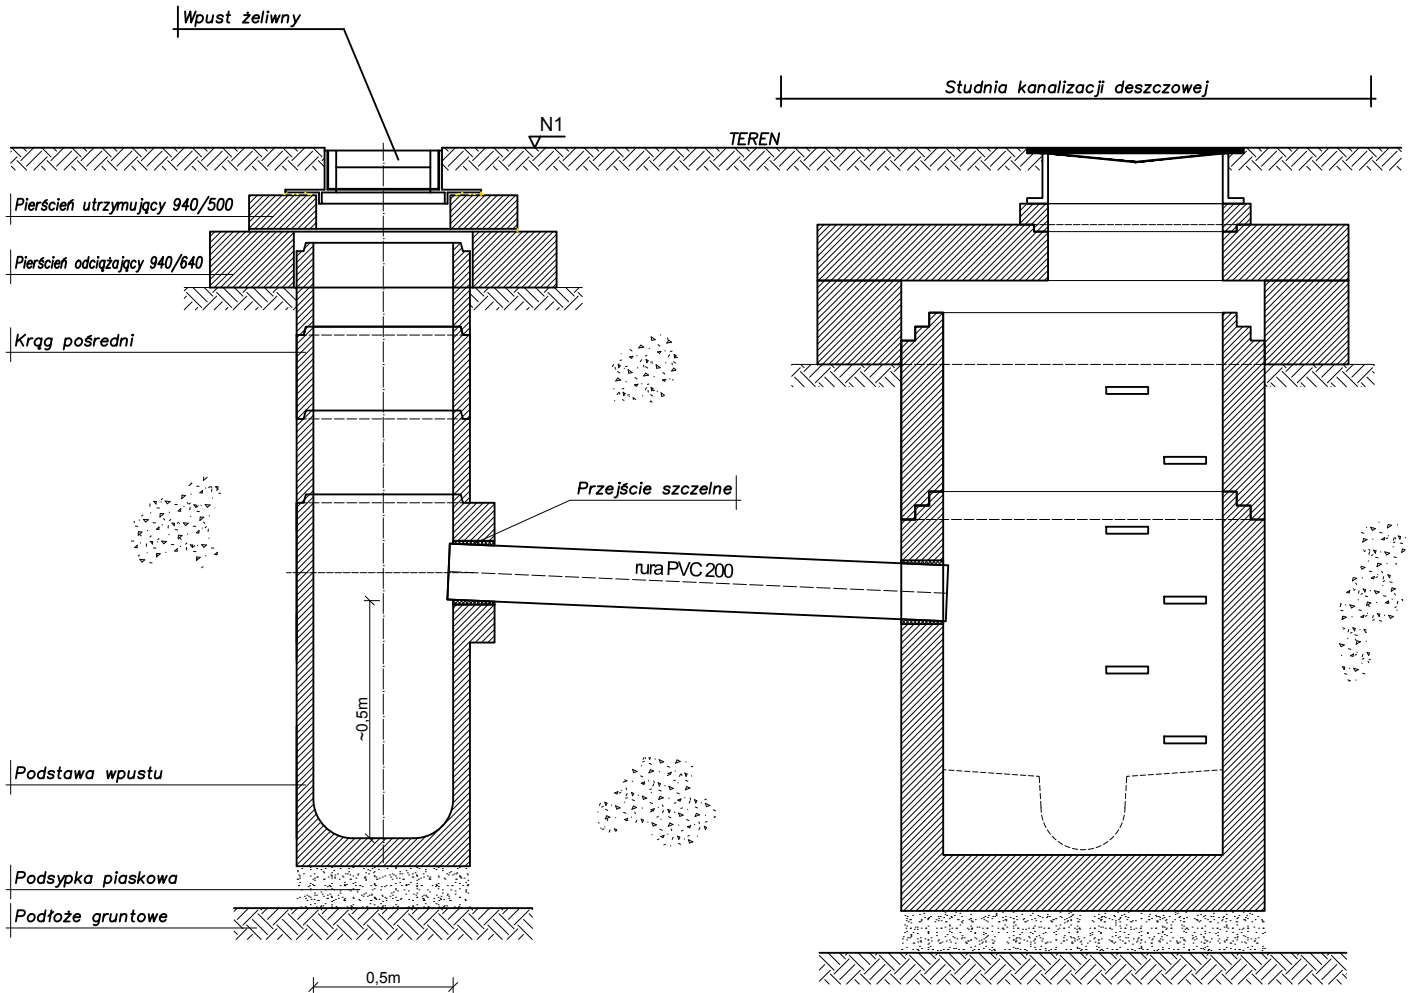 Wpust żeliwny
Studnia kanalizacji deszczowej
N1
TEREN
Pierścień utrzymujący 940/500
Pierścień odciążający 940/640
Krąg pośredni
Przejście szczelne
rura PVC 200
~0,5m
Podstawa wpustu
Podsypka piaskowa
Podłoże gruntowe
0,5m